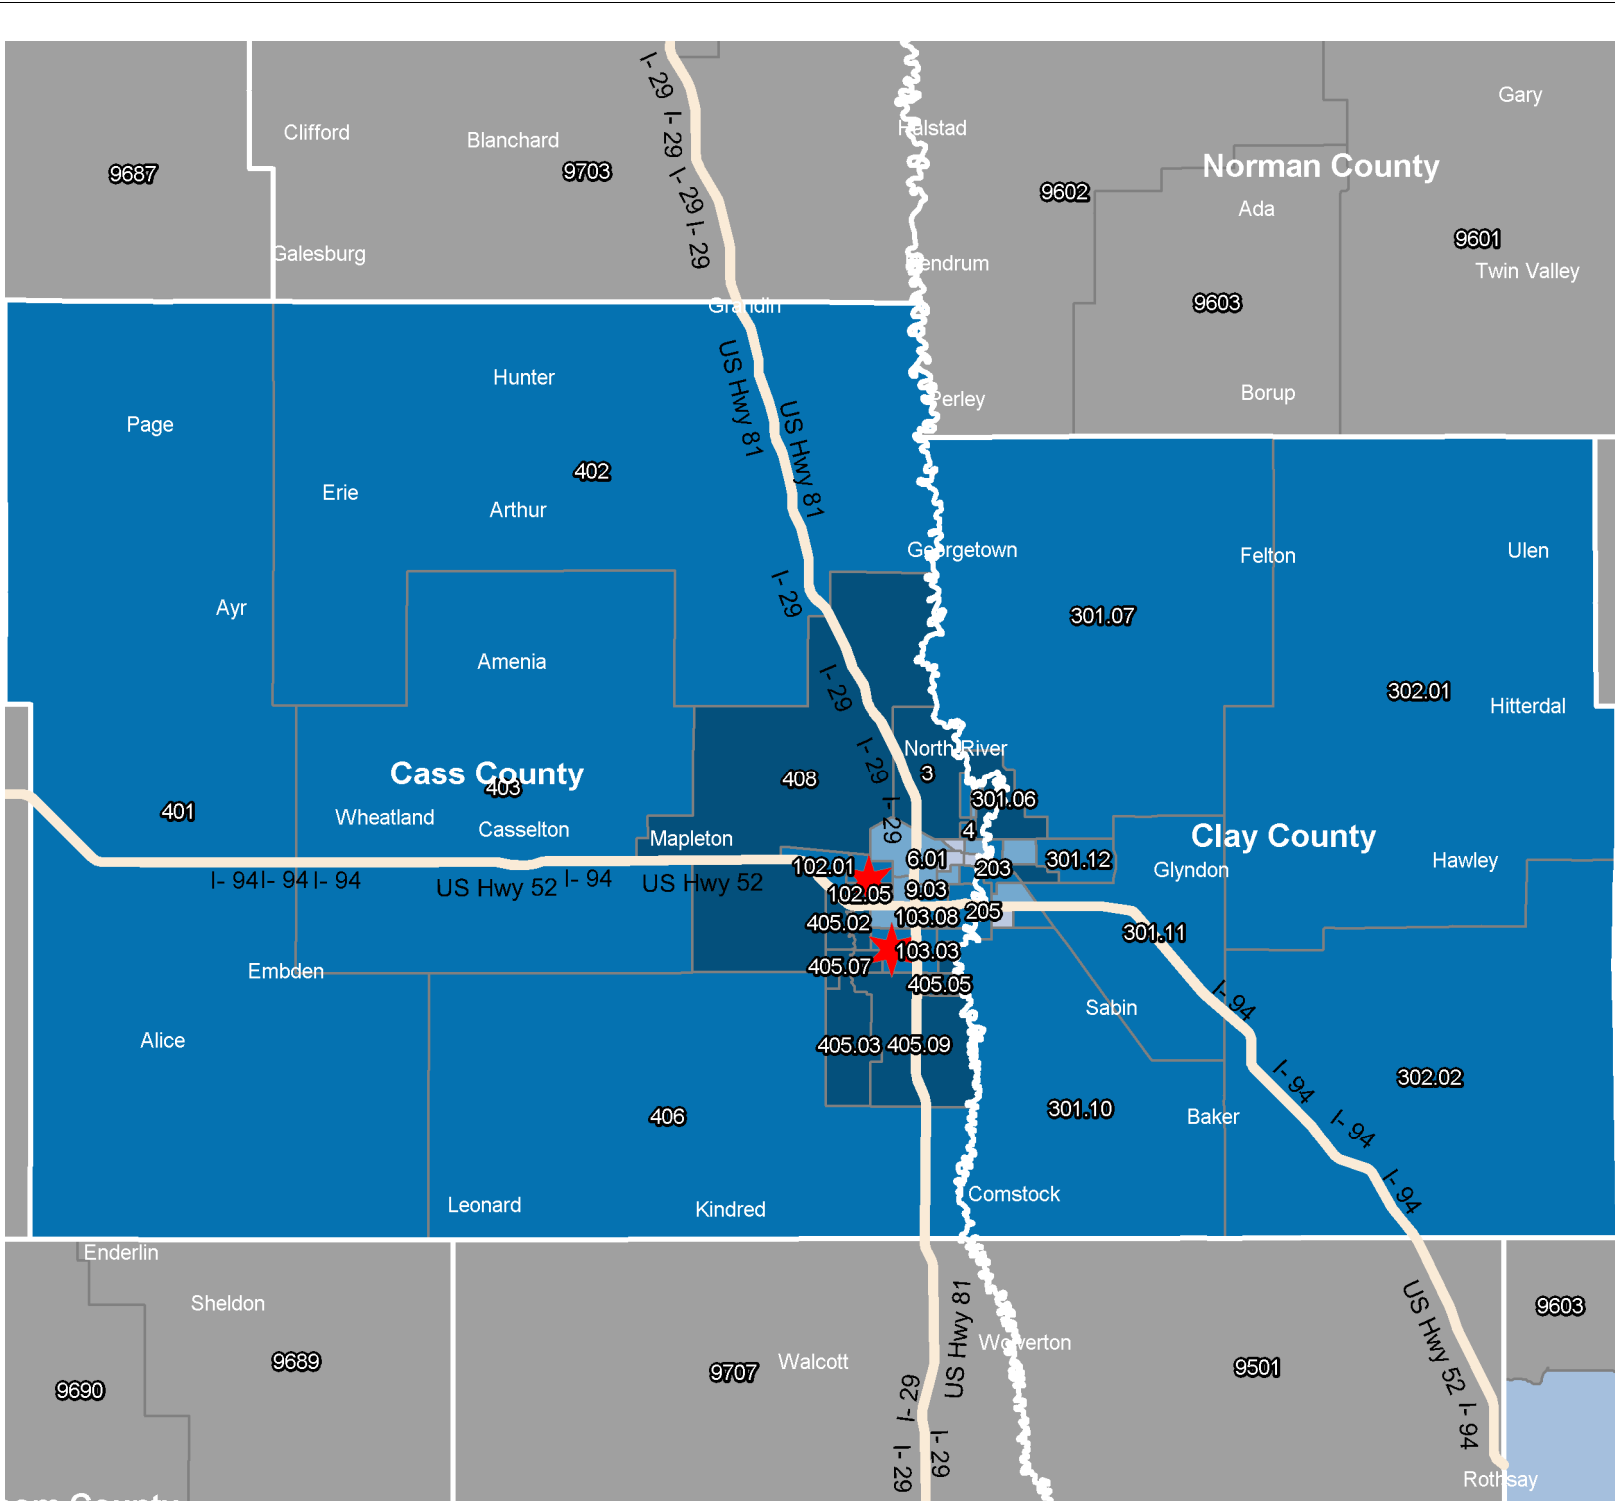 I- 29
Gary
Clifford
Blanchard
Halstad
I- 29
9687
9703
Norman County
9602
I- 29
Ada
9601
I- 29
Galesburg
Hendrum
Twin Valley
9603
Grandin
Hunter
US Hwy 81
Perley
Borup
Page
US Hwy 81
402
Erie
Arthur
Georgetown
Felton
Ulen
I- 29
Ayr
301.07
Amenia
I- 29
302.01
Hitterdal
North River
I- 29
Cass County
403
408
3
401
301.06
I- 29
Wheatland
Casselton
Mapleton
4
Clay County
102.01
6.01
203
301.12
Glyndon
Hawley
I- 94
I- 94
I- 94
US Hwy 52
I- 94
US Hwy 52
102.05
9.03
405.02
103.08
205
301.11
103.03
Embden
405.07
405.05
I- 94
Sabin
Alice
405.03
405.09
I- 94
302.02
406
301.10
Baker
I- 94
Leonard
Kindred
Comstock
I- 94
Enderlin
Sheldon
US Hwy 81
US Hwy 52
9603
Wolverton
9689
Walcott
9707
9501
9690
I- 29
I- 94
I- 29
I- 29
Rothsay
County